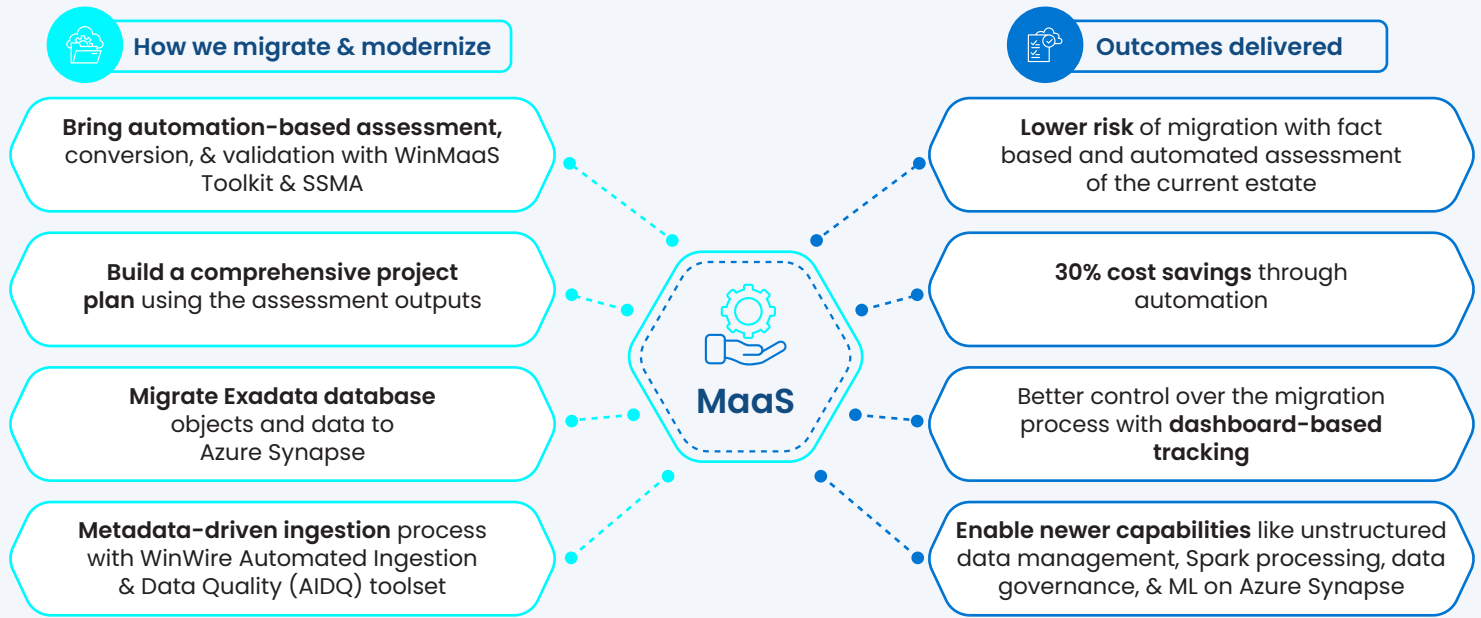 How we migrate & modernize
Bring automation-based assessment,
conversion, & validation with WinMaaS
Toolkit & SSMA
Build a comprehensive project
plan using the assessment outputs
Migrate Exadata database
objects and data to
Azure Synapse
Metadata-driven ingestion process
with WinWire Automated Ingestion
& Data Quality (AIDQ) toolset
MaaS
Outcomes delivered
Lower risk of migration with fact
based and automated assessment
of the current estate
30% cost savings through
automation
Better control over the migration
process with dashboard-based
tracking
Enable newer capabilities like unstructured
data management, Spark processing, data
governance, & ML on Azure Synapse